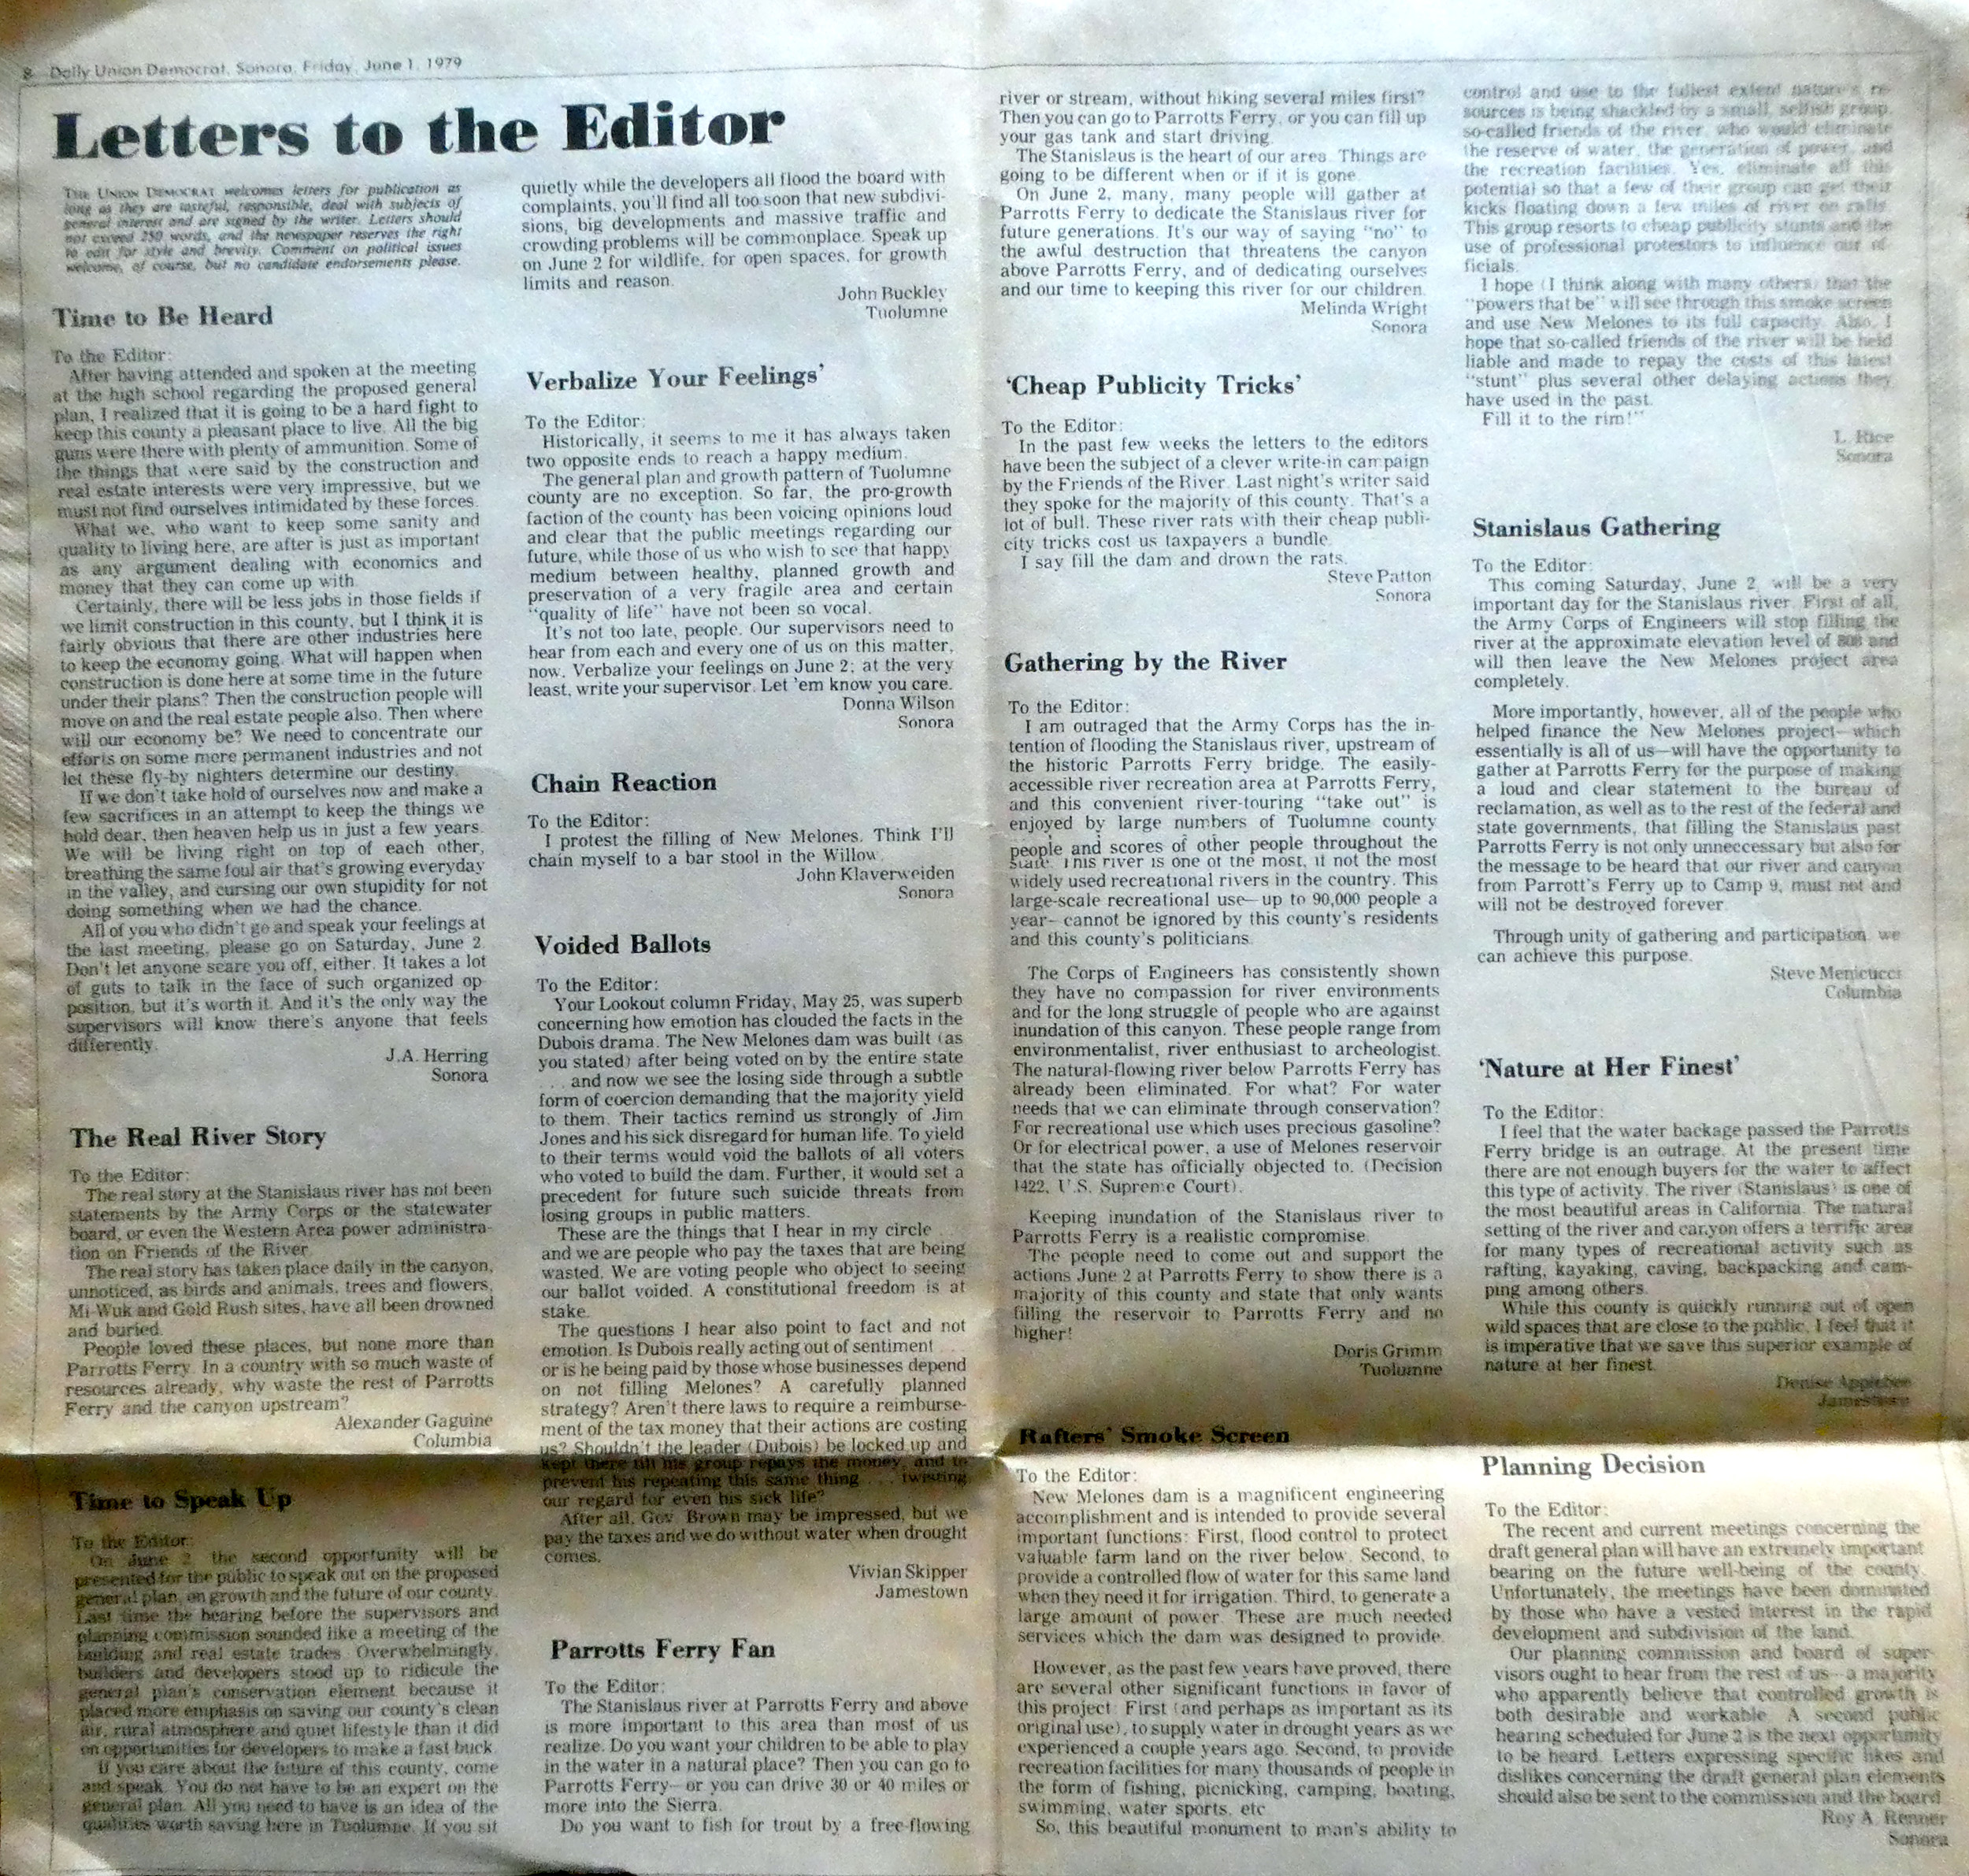 8 Daily Union Democrat, Sonora, Friday, June 1, 1979
Letters to the Editor
THE UNION DEMOCRAT welcomes letters for publication as
long as they are tasteful, responsible, deal with subjects of
general interest and are signed by the writer. Letters should
not exceed 250 words, and the newspaper reserves the right
to edit for style and brevity. Comment on political issues
welcome, of course, but no candidate endorsements please.
Time to Be Heard
To the Editor:
After having attended and spoken at the meeting
at the high school regarding the proposed general
plan, I realized that it is going to be a hard fight to
keep this county a pleasant place to live. All the big
guns were there with plenty of ammunition. Some of
the things that were said by the construction and
real estate interests were very impressive, but we
must not find ourselves intimidated by these forces.
What we, who want to keep some sanity and
quality to living here, are after is just as important
as any argument dealing with economics and
money that they can come up with.
Certainly, there will be less jobs in those fields if
we limit construction in this county, but I think it is
fairly obvious that there are other industries here
to keep the economy going. What will happen when
construction is done here at some time in the future
under their plans? Then the construction people will
move on and the real estate people also. Then where
will our economy be? We need to concentrate our
efforts on some more permanent industries and not
let these fly-by nighters determine our destiny.
If we don't take hold of ourselves now and make a
few sacrifices in an attempt to keep the things we
hold dear, then heaven help us in just a few years.
We will be living right on top of each other,
breathing the same foul air that's growing everyday
in the valley, and cursing our own stupidity for not
doing something when we had the chance.
All of you who didn't go and speak your feelings at
the last meeting, please go on Saturday, June 2.
Don't let anyone scare you off, either. It takes a lot
of guts to talk in the face of such organized op-
position, but it's worth it. And it's the only way the
supervisors will know there's anyone that feels
differently.
J.A. Herring
Sonora
The Real River Story
To the Editor:
The real story at the Stanislaus river has not been
statements by the Army Corps or the statewater
board, or even the Western Area power administra-
tion on Friends of the River.
The real story has taken place daily in the canyon,
unnoticed, as birds and animals, trees and flowers,
Mi-Wuk and Gold Rush sites, have all been drowned
and buried.
People loved these places, but none more than
Parrotts Ferry. In a country with so much waste of
resources already, why waste the rest of Parrotts
Ferry and the canyon upstream?
Alexander Gaguine
Columbia
Time to Speak Up
To the Editor:
On June 2 the second opportunity will be
presented for the public to speak out on the proposed
general plan, on growth and the future of our county.
Last time the hearing before the supervisors and
planning commission sounded like a meeting of the
building and real estate trades. Overwhelmingly,
builders and developers stood up to ridicule the
general plan's conservation element because it
placed more emphasis on saving our county's clean
air, rural atmosphere and quiet lifestyle than it did
on opportunities for developers to make a fast buck.
If you care about the future of this county, come
and speak. You do not have to be an expert on the
general plan. All you need to have is an idea of the
qualities worth saving here in Tuolumne. If you sit
quietly while the developers all flood the board with
complaints, you'll find all too soon that new subdivi-
sions, big developments and massive traffic and
crowding problems will be commonplace. Speak up
on June 2 for wildlife, for open spaces, for growth
limits and reason.
John Buckley
Tuolumne
Verbalize Your Feelings'
To the Editor:
Historically, it seems to me it has always taken
two opposite ends to reach a happy medium.
The general plan and growth pattern of Tuolumne
county are no exception. So far, the pro-growth
faction of the county has been voicing opinions loud
and clear that the public meetings regarding our
future, while those of us who wish to see that happy
medium between healthy, planned growth and
preservation of a very fragile area and certain
"quality of life" have not been so vocal.
It's not too late, people. Our supervisors need to
hear from each and every one of us on this matter,
now. Verbalize your feelings on June 2; at the very
least, write your supervisor. Let 'em know you care.
Donna Wilson
Sonora
Chain Reaction
To the Editor:
I protest the filling of New Melones. Think I'll
chain myself to a bar stool in the Willow.
John Klaverweiden
Sonora
Voided Ballots
To the Editor:
Your Lookout column Friday, May 25, was superb
concerning how emotion has clouded the facts in the
Dubois drama. The New Melones dam was built (as
you stated) after being voted on by the entire state
. . . and now we see the losing side through a subtle
form of coercion demanding that the majority yield
to them. Their tactics remind us strongly of Jim
Jones and his sick disregard for human life. To yield
to their terms would void the ballots of all voters
who voted to build the dam. Further, it would set a
precedent for future such suicide threats from
losing groups in public matters.
These are the things that I hear in my circle . . .
and we are people who pay the taxes that are being
wasted. We are voting people who object to seeing
our ballot voided. A constitutional freedom is at
stake.
The questions I hear also point to fact and not
emotion. Is Dubois really acting out of sentiment . . .
or is he being paid by those whose businesses depend
on not filling Melones? A carefully planned
strategy? Aren't there laws to require a reimburse-
ment of the tax money that their actions are costing
us? Shouldn't the leader (Dubois) be locked up and
kept there till his group repays the money, and to
prevent his repeating this same thing . . . twisting
our regard for even his sick life?
After all, Gov. Brown may be impressed, but we
pay the taxes and we do without water when drought
comes.
Vivian Skipper
Jamestown
Parrotts Ferry Fan
To the Editor:
The Stanislaus river at Parrotts Ferry and above
is more important to this area than most of us
realize. Do you want your children to be able to play
in the water in a natural place? Then you can go to
Parrotts Ferry—or you can drive 30 or 40 miles or
more into the Sierra.
Do you want to fish for trout by a free-flowing
river or stream, without hiking several miles first?
Then you can go to Parrotts Ferry, or you can fill up
your gas tank and start driving.
The Stanislaus is the heart of our area. Things are
going to be different when or if it is gone.
On June 2, many, many people will gather at
Parrotts Ferry to dedicate the Stanislaus river for
future generations. It's our way of saying "no" to
the awful destruction that threatens the canyon
above Parrotts Ferry, and of dedicating ourselves
and our time to keeping this river for our children.
Melinda Wright
Sonora
'Cheap Publicity Tricks'
To the Editor:
In the past few weeks the letters to the editors
have been the subject of a clever write-in campaign
by the Friends of the River. Last night's writer said
they spoke for the majority of this county. That's a
lot of bull. These river rats with their cheap publi-
city tricks cost us taxpayers a bundle.
I say fill the dam and drown the rats.
Steve Patton
Sonora
Gathering by the River
To the Editor:
I am outraged that the Army Corps has the in-
tention of flooding the Stanislaus river, upstream of
the historic Parrotts Ferry bridge. The easily-
accessible river recreation area at Parrotts Ferry,
and this convenient river-touring "take out" is
enjoyed by large numbers of Tuolumne county
people and scores of other people throughout the
state. This river is one of the most, if not the most
widely used recreational rivers in the country. This
large-scale recreational use—up to 90,000 people a
year—cannot be ignored by this county's residents
and this county's politicians.
The Corps of Engineers has consistently shown
they have no compassion for river environments
and for the long struggle of people who are against
inundation of this canyon. These people range from
environmentalist, river enthusiast to archeologist.
The natural-flowing river below Parrotts Ferry has
already been eliminated. For what? For water
needs that we can eliminate through conservation?
For recreational use which uses precious gasoline?
Or for electrical power, a use of Melones reservoir
that the state has officially objected to. (Decision
1422, U.S. Supreme Court).
Keeping inundation of the Stanislaus river to
Parrotts Ferry is a realistic compromise.
The people need to come out and support the
actions June 2 at Parrotts Ferry to show there is a
majority of this county and state that only wants
filling the reservoir to Parrotts Ferry and no
higher!
Doris Grimm
Tuolumne
Rafters' Smoke Screen
To the Editor:
New Melones dam is a magnificent engineering
accomplishment and is intended to provide several
important functions: First, flood control to protect
valuable farm land on the river below. Second, to
provide a controlled flow of water for this same land
when they need it for irrigation. Third, to generate a
large amount of power. These are much needed
services which the dam was designed to provide.
However, as the past few years have proved, there
are several other significant functions in favor of
this project: First (and perhaps as important as its
original use), to supply water in drought years as we
experienced a couple years ago. Second, to provide
recreation facilities for many thousands of people in
the form of fishing, picnicking, camping, boating,
swimming, water sports, etc.
So, this beautiful monument to man's ability to
control and use to the fullest extent nature's re-
sources is being shackled by a small, selfish group,
so-called friends of the river, who would eliminate
the reserve of water, the generation of power, and
the recreation facilities. Yes, eliminate all this
potential so that a few of their group can get their
kicks floating down a few miles of river on rafts.
This group resorts to cheap publicity stunts and the
use of professional protestors to influence our of-
ficials.
I hope (I think along with many others) that the
"powers that be" will see through this smoke screen
and use New Melones to its full capacity. Also, I
hope that so-called friends of the river will be held
liable and made to repay the costs of this latest
"stunt" plus several other delaying actions they
have used in the past.
Fill it to the rim!"
L. Rice
Sonora
Stanislaus Gathering
To the Editor:
This coming Saturday, June 2, will be a very
important day for the Stanislaus river. First of all,
the Army Corps of Engineers will stop filling the
river at the approximate elevation level of 808 and
will then leave the New Melones project area
completely.
More importantly, however, all of the people who
helped finance the New Melones project—which
essentially is all of us—will have the opportunity to
gather at Parrotts Ferry for the purpose of making
a loud and clear statement to the bureau of
reclamation, as well as to the rest of the federal and
state governments, that filling the Stanislaus past
Parrotts Ferry is not only unneccessary but also for
the message to be heard that our river and canyon
from Parrott's Ferry up to Camp 9, must not and
will not be destroyed forever.
Through unity of gathering and participation, we
can achieve this purpose.
Steve Menicucci
Columbia
'Nature at Her Finest'
To the Editor:
I feel that the water backage passed the Parrotts
Ferry bridge is an outrage. At the present time
there are not enough buyers for the water to affect
this type of activity. The river (Stanislaus) is one of
the most beautiful areas in California. The natural
setting of the river and canyon offers a terrific area
for many types of recreational activity such as
rafting, kayaking, caving, backpacking and cam-
ping among others.
While this county is quickly running out of open
wild spaces that are close to the public, I feel that it
is imperative that we save this superior example of
nature at her finest.
Denise Applebee
Jamestown
Planning Decision
To the Editor:
The recent and current meetings concerning the
draft general plan will have an extremely important
bearing on the future well-being of the county.
Unfortunately, the meetings have been dominated
by those who have a vested interest in the rapid
development and subdivision of the land.
Our planning commission and board of super-
visors ought to hear from the rest of us—a majority
who apparently believe that controlled growth is
both desirable and workable. A second public
hearing scheduled for June 2 is the next opportunity
to be heard. Letters expressing specific likes and
dislikes concerning the draft general plan elements
should also be sent to the commission and the board.
Roy A. Renner
Sonora